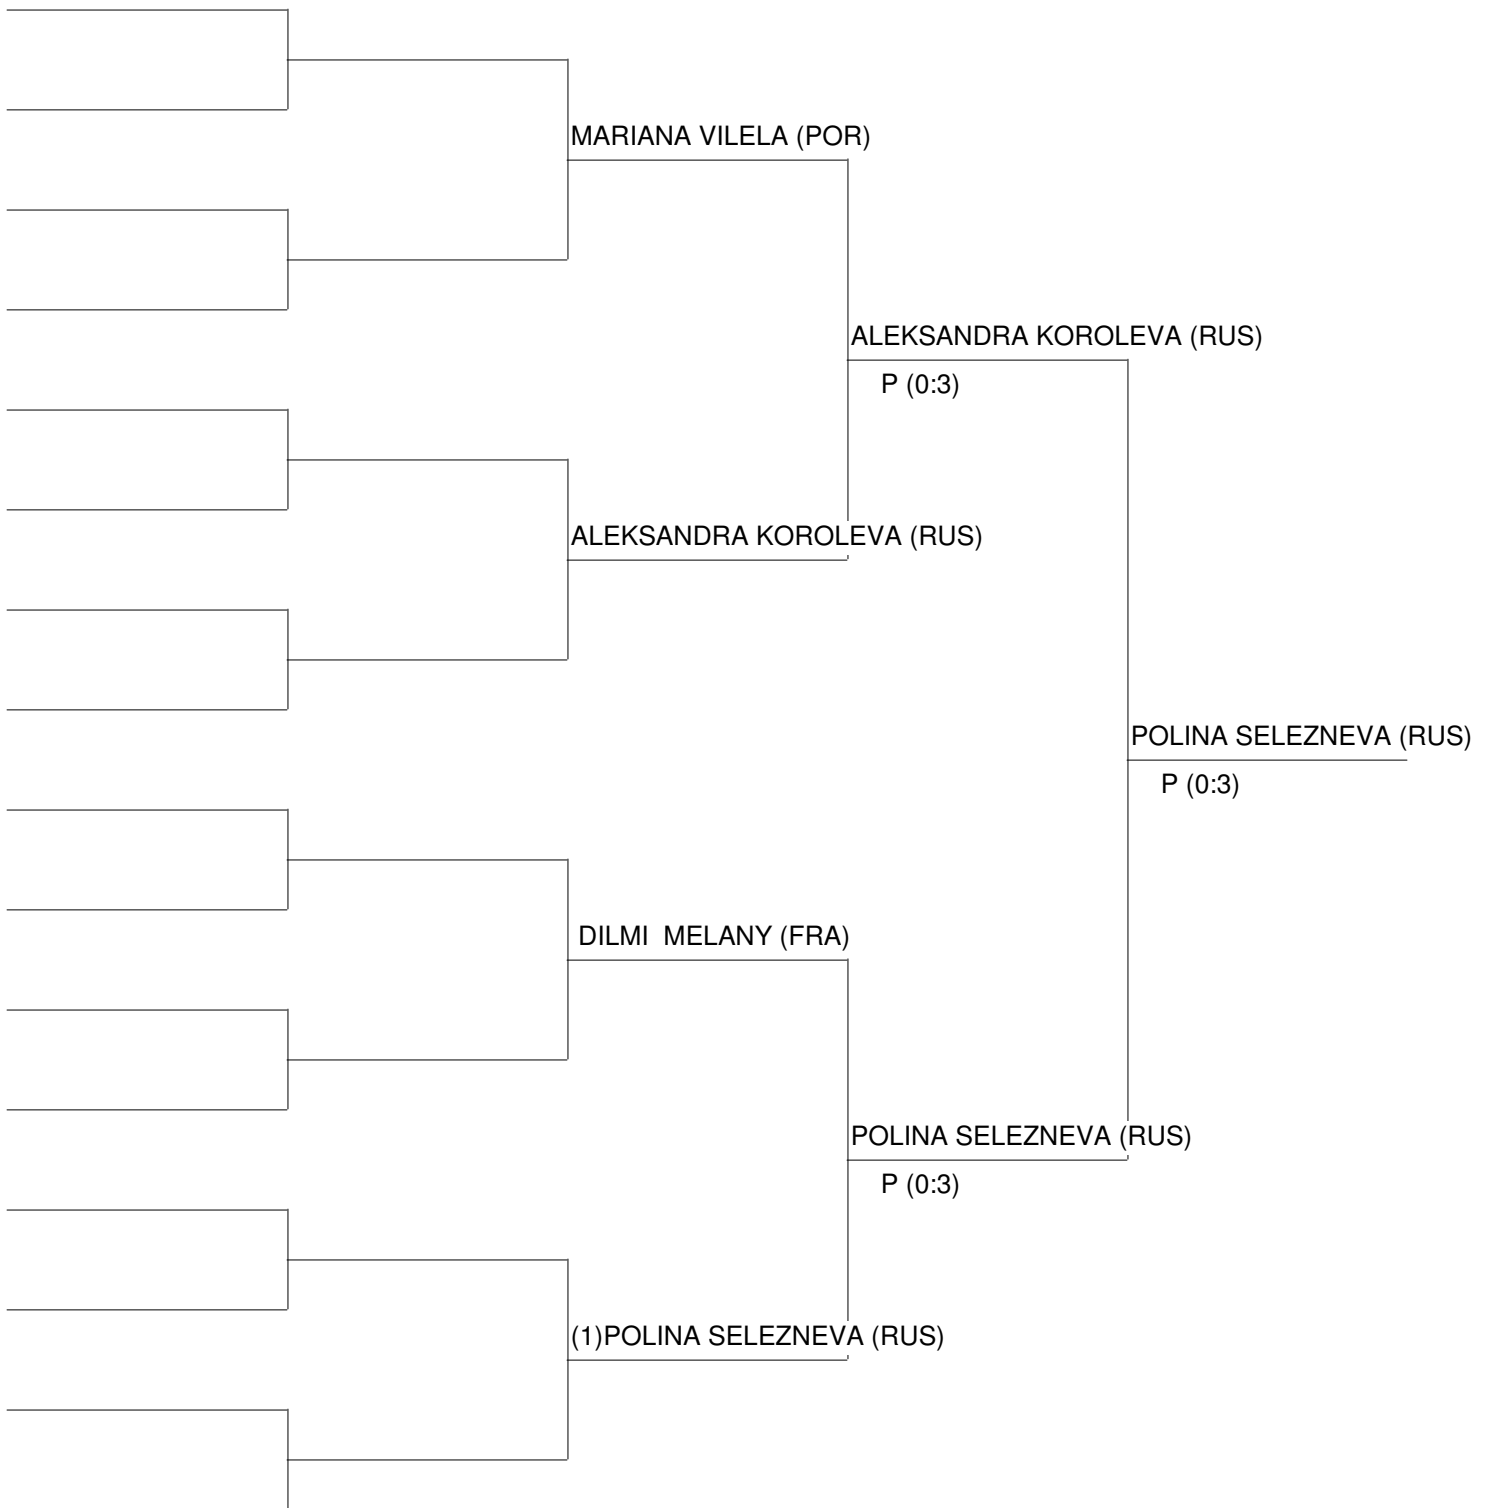 MARIANA VILELA (POR)
ALEKSANDRA KOROLEVA (RUS)
P (0:3)
ALEKSANDRA KOROLEVA (RUS)
POLINA SELEZNEVA (RUS)
P (0:3)
DILMI  MELANY (FRA)
POLINA SELEZNEVA (RUS)
P (0:3)
(1)POLINA SELEZNEVA (RUS)